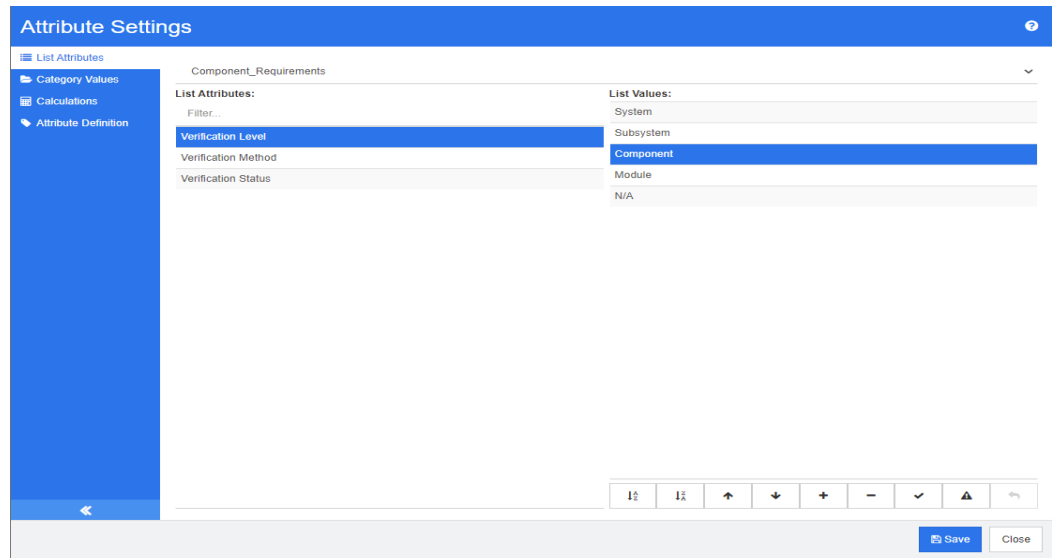 Attribute Settings
List Attributes
Category Values
Calculations
Attribute Definition
Component_Requirements
List Attributes:
Filter...
Verification Level
Verification Method
Verification Status
List Values:
System
Subsystem
Component
Module
N/A
Save
Close